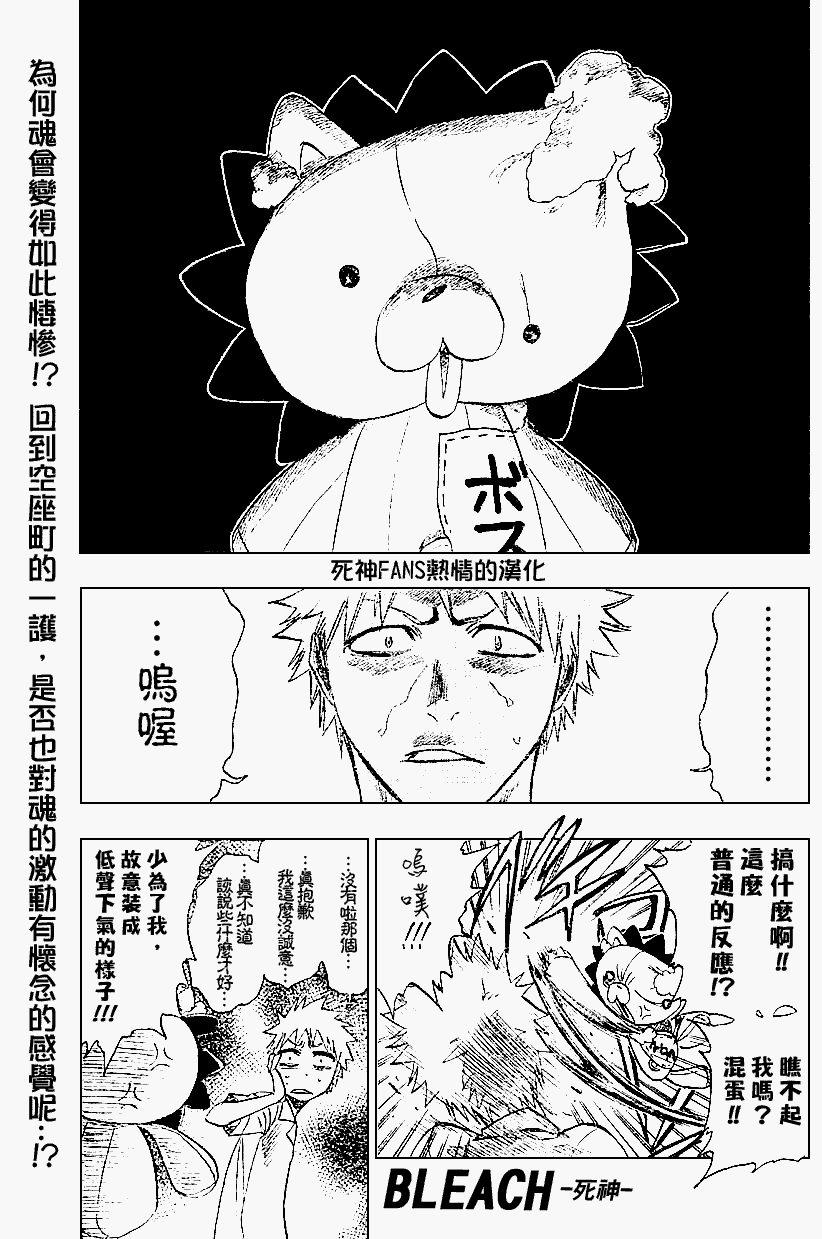 為何魂會變得如此悽慘!? 回到空座町的一護，是否也對魂的激動有懷念的感覺呢…!?
ボス
死神FANS熱情的漢化
…………
…嗚喔
搞什麼啊!!
這麼
普通的反應!?
瞧不起
我嗎？
混蛋!!
嗚噗!!!
…沒有啦那個…
…真抱歉
我這麼沒誠意…
…真不知道
該說些什麼才好…
少為了我，
故意裝成
低聲下氣的樣子!!!
BLEACH -死神-